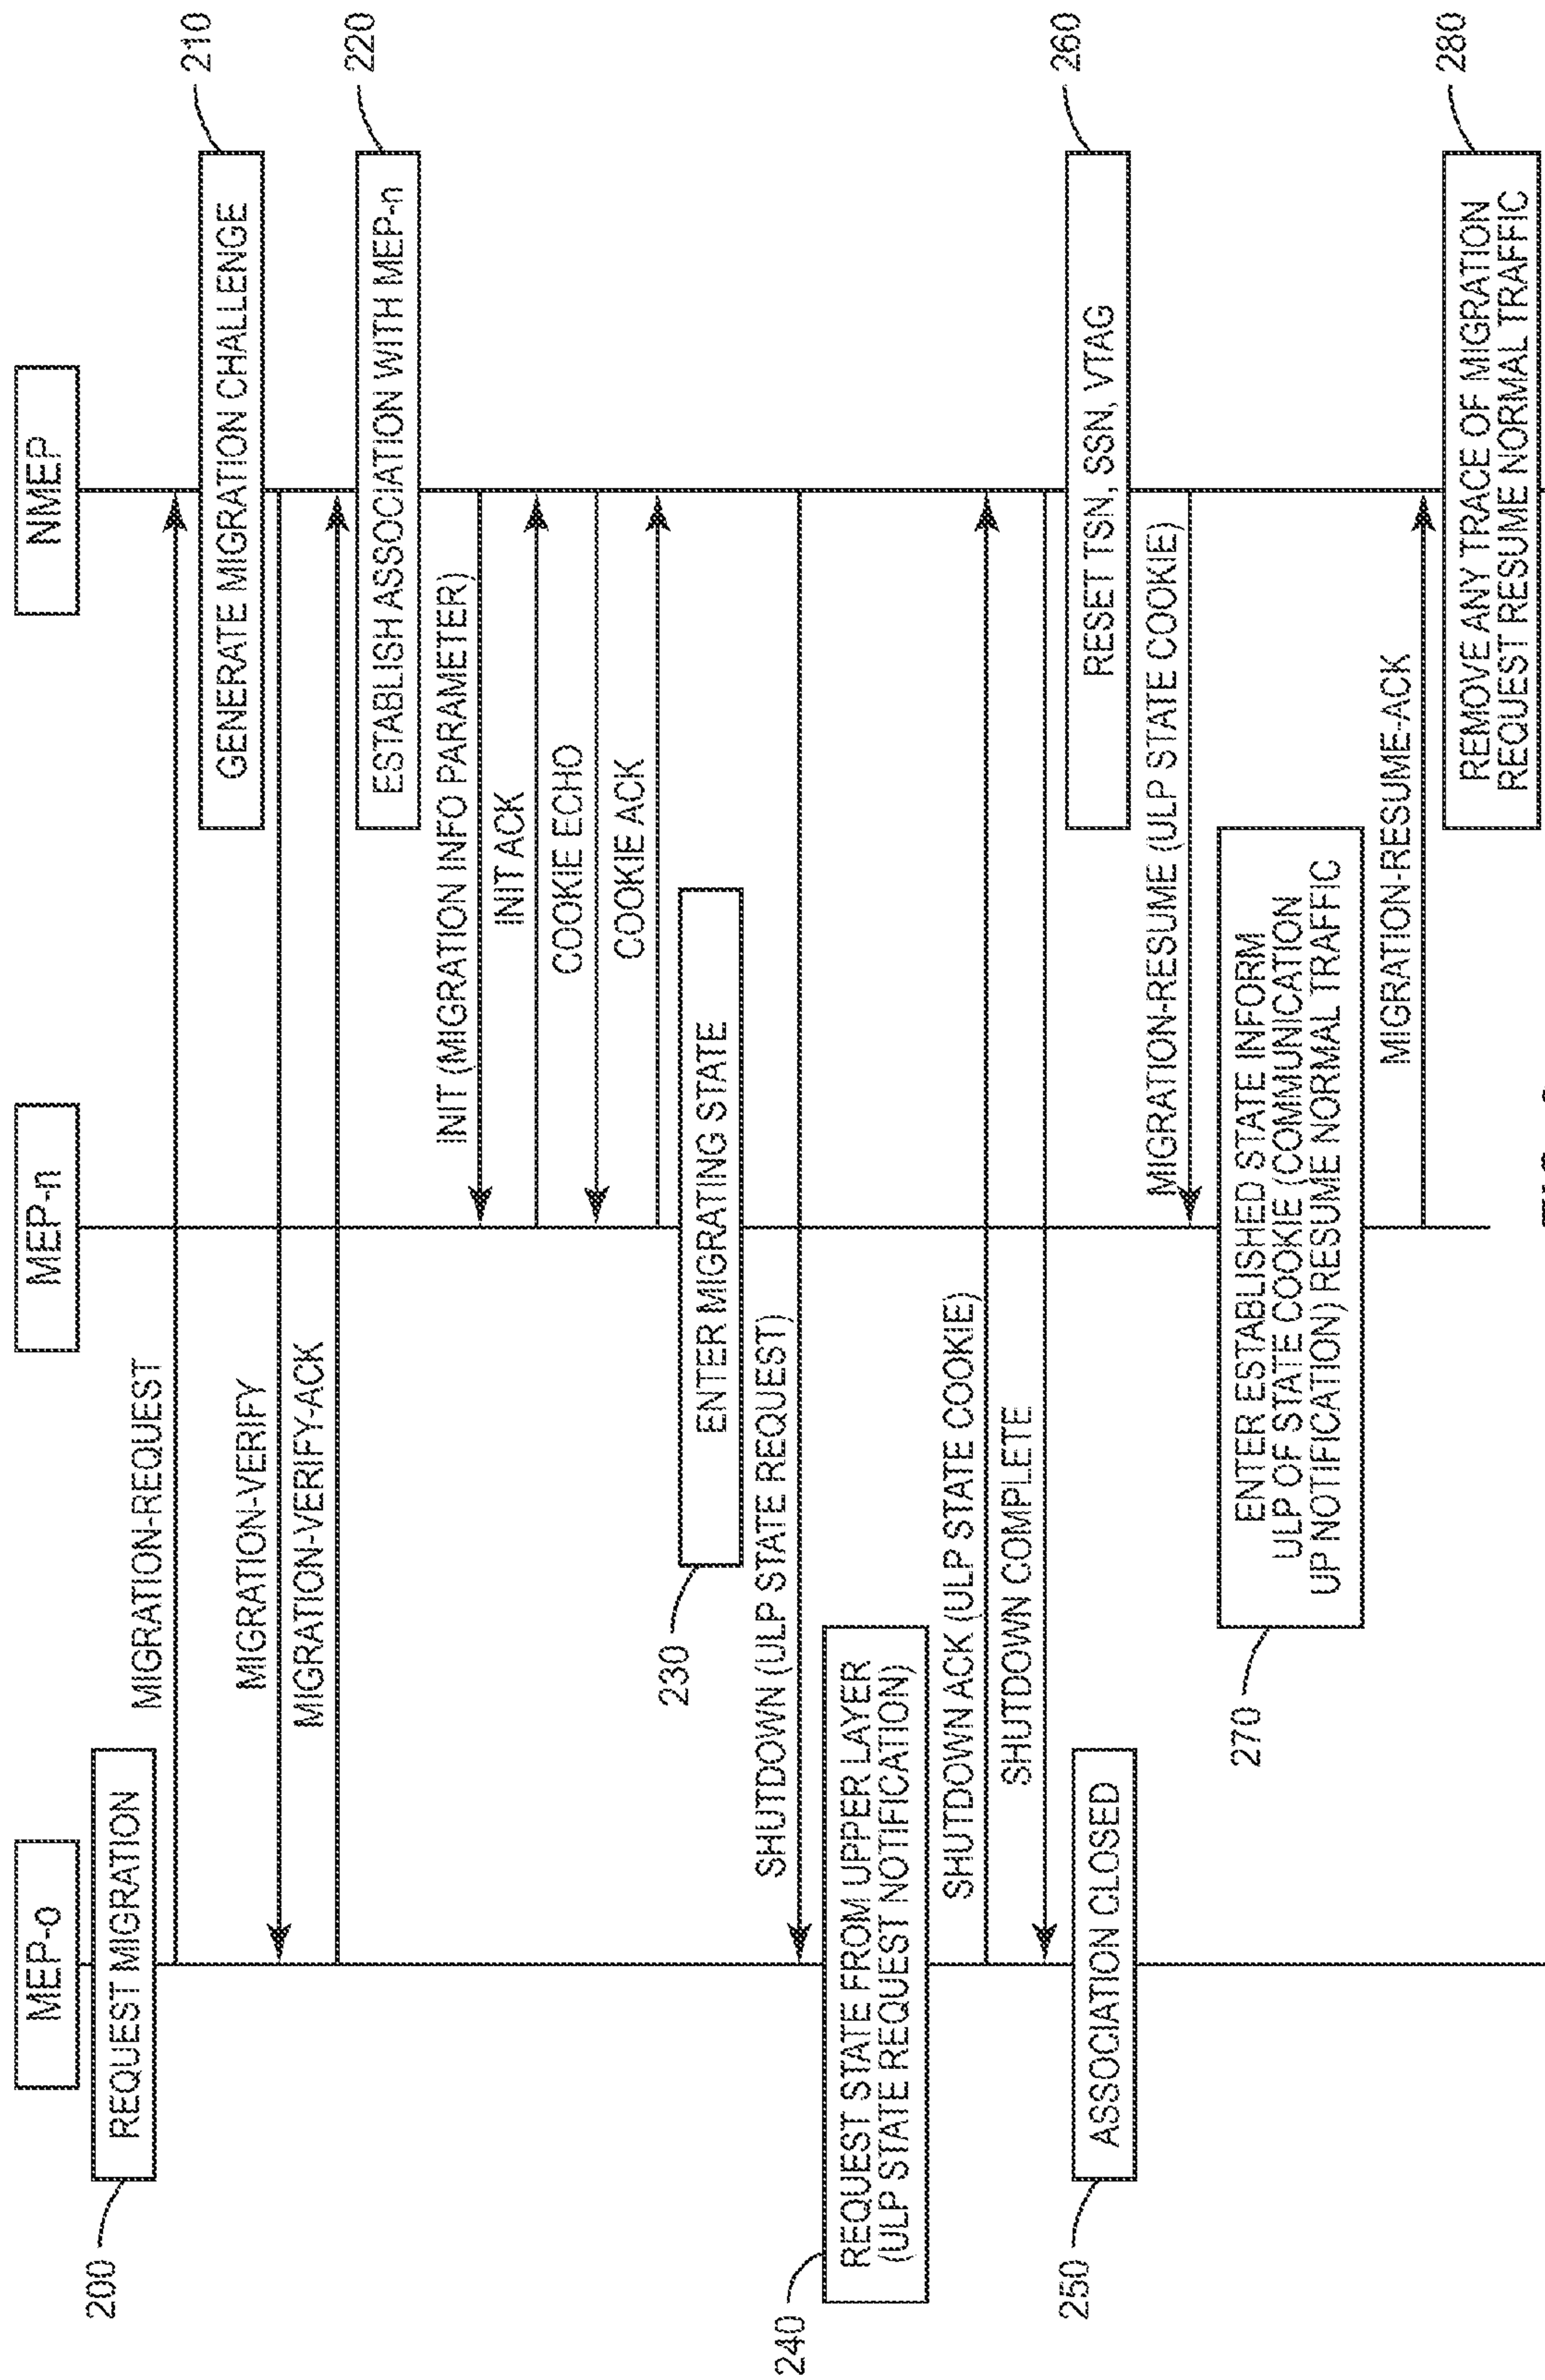 MEP-o
MEP-n
NMEP
200
REQUEST MIGRATION
MIGRATION-REQUEST
210
GENERATE MIGRATION CHALLENGE
MIGRATION-VERIFY
MIGRATION-VERIFY-ACK
220
ESTABLISH ASSOCIATION WITH MEP-n
INIT (MIGRATION INFO PARAMETER)
INIT ACK
COOKIE ECHO
COOKIE ACK
230
ENTER MIGRATING STATE
SHUTDOWN (ULP STATE REQUEST)
240
REQUEST STATE FROM UPPER LAYER
(ULP STATE REQUEST NOTIFICATION)
SHUTDOWN ACK (ULP STATE COOKIE)
SHUTDOWN COMPLETE
250
ASSOCIATION CLOSED
260
RESET TSN, SSN, VTAG
MIGRATION-RESUME (ULP STATE COOKIE)
270
ENTER ESTABLISHED STATE INFORM
ULP OF STATE COOKIE (COMMUNICATION
UP NOTIFICATION) RESUME NORMAL TRAFFIC
MIGRATION-RESUME-ACK
280
REMOVE ANY TRACE OF MIGRATION
REQUEST RESUME NORMAL TRAFFIC